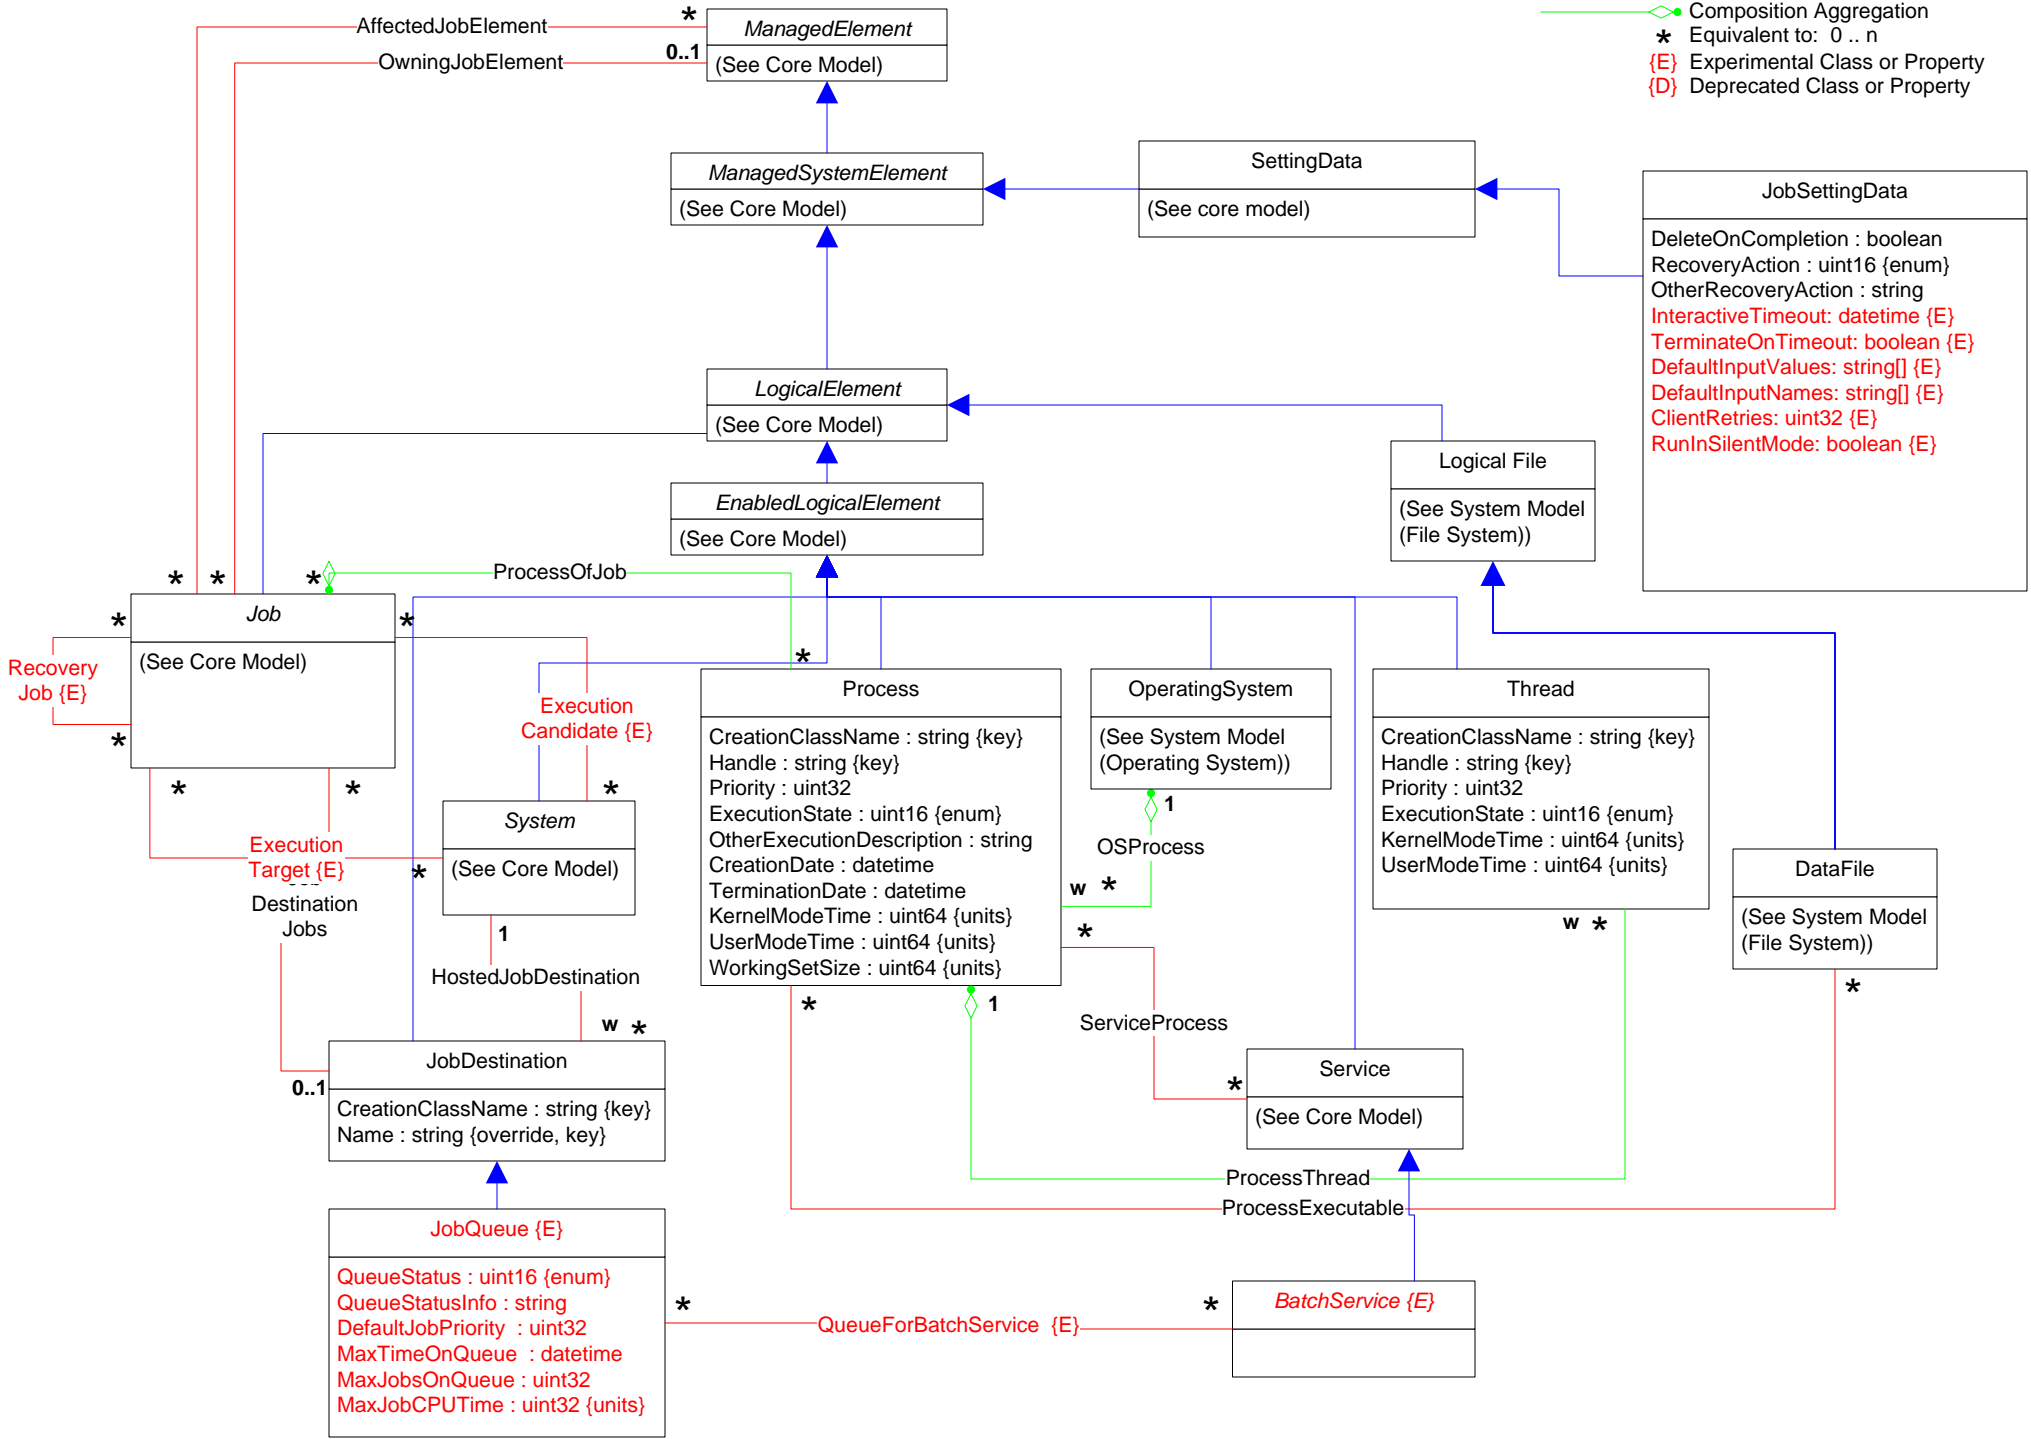 Composition Aggregation
* Equivalent to: 0 .. n
{E} Experimental Class or Property
{D} Deprecated Class or Property
AffectedJobElement
*
OwningJobElement
0..1
ManagedElement
(See Core Model)
ManagedSystemElement
(See Core Model)
SettingData
(See core model)
JobSettingData
DeleteOnCompletion : boolean
RecoveryAction : uint16 {enum}
OtherRecoveryAction : string
InteractiveTimeout: datetime {E}
TerminateOnTimeout: boolean {E}
DefaultInputValues: string[] {E}
DefaultInputNames: string[] {E}
ClientRetries: uint32 {E}
RunInSilentMode: boolean {E}
LogicalElement
(See Core Model)
Logical File
(See System Model
(File System))
EnabledLogicalElement
(See Core Model)
ProcessOfJob
* * *
Job
(See Core Model)
* *
Recovery
Job {E}
*
* *
Execution
Candidate {E}
*
*
Process
CreationClassName : string {key}
Handle : string {key}
Priority : uint32
ExecutionState : uint16 {enum}
OtherExecutionDescription : string
CreationDate : datetime
TerminationDate : datetime
KernelModeTime : uint64 {units}
UserModeTime : uint64 {units}
WorkingSetSize : uint64 {units}
OperatingSystem
(See System Model
(Operating System))
1
OSProcess
w *
Thread
CreationClassName : string {key}
Handle : string {key}
Priority : uint32
ExecutionState : uint16 {enum}
KernelModeTime : uint64 {units}
UserModeTime : uint64 {units}
w *
DataFile
(See System Model
(File System))
*
System
(See Core Model)
Execution
Target {E}
*
Destination
Jobs
1
HostedJobDestination
w *
0..1
JobDestination
CreationClassName : string {key}
Name : string {override, key}
*
* 1
ServiceProcess
*
Service
(See Core Model)
ProcessThread
ProcessExecutable
JobQueue {E}
QueueStatus : uint16 {enum}
QueueStatusInfo : string
DefaultJobPriority : uint32
MaxTimeOnQueue : datetime
MaxJobsOnQueue : uint32
MaxJobCPUTime : uint32 {units}
* *
QueueForBatchService {E}
BatchService {E}